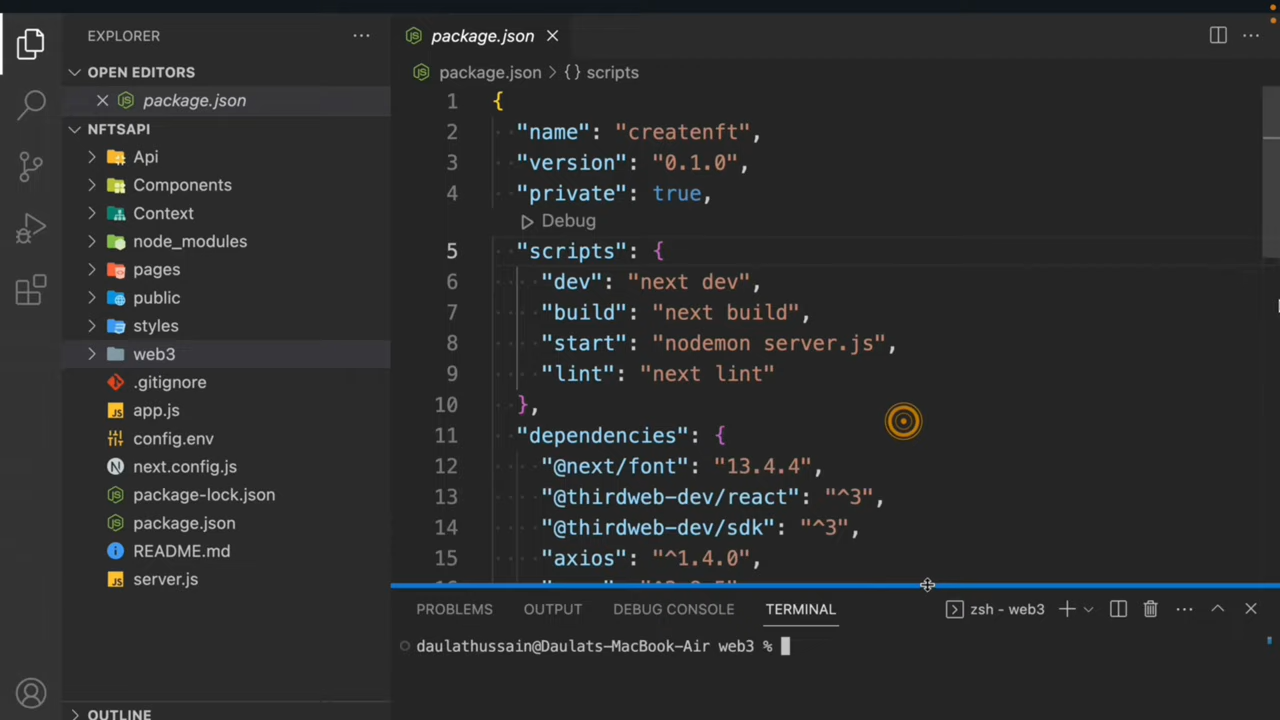 EXPLORER
OPEN EDITORS
package.json
NFTSAPI
Api
Components
Context
node_modules
pages
public
styles
web3
.gitignore
app.js
config.env
next.config.js
package-lock.json
package.json
README.md
server.js
OUTLINE
package.json
package.json > {} scripts
1 {
2 "name": "createnft",
3 "version": "0.1.0",
4 "private": true,
Debug
5 "scripts": {
6 "dev": "next dev",
7 "build": "next build",
8 "start": "nodemon server.js",
9 "lint": "next lint"
10 },
11 "dependencies": {
12 "@next/font": "13.4.4",
13 "@thirdweb-dev/react": "^3",
14 "@thirdweb-dev/sdk": "^3",
15 "axios": "^1.4.0",
PROBLEMS OUTPUT DEBUG CONSOLE TERMINAL zsh - web3
daulathussain@Daulats-MacBook-Air web3 %